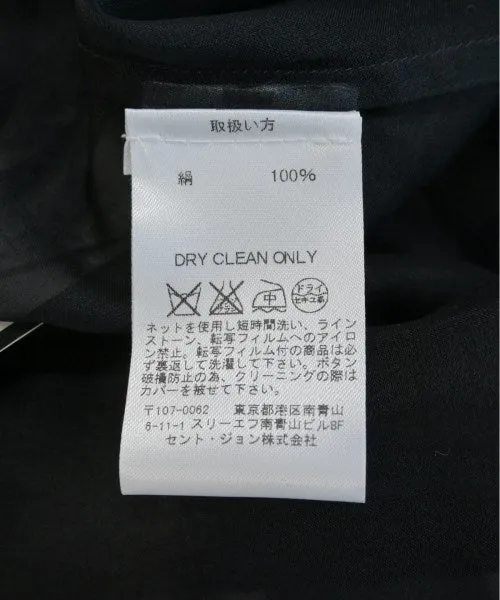 取扱い方
絹 100%
DRY CLEAN ONLY
中 ドライ
セキユ系
ネットを使用し短時間洗い、ライン
ストーン、転写フィルムへのアイロ
ン禁止。転写フィルム付の商品は必
ず裏返して洗濯して下さい。ボタン
破損防止の為、クリーニングの際は
カバーを被せて下さい。
〒107-0062 東京都港区南青山
6-11-1 スリーエフ南青山ビル8F
セント・ジョン株式会社